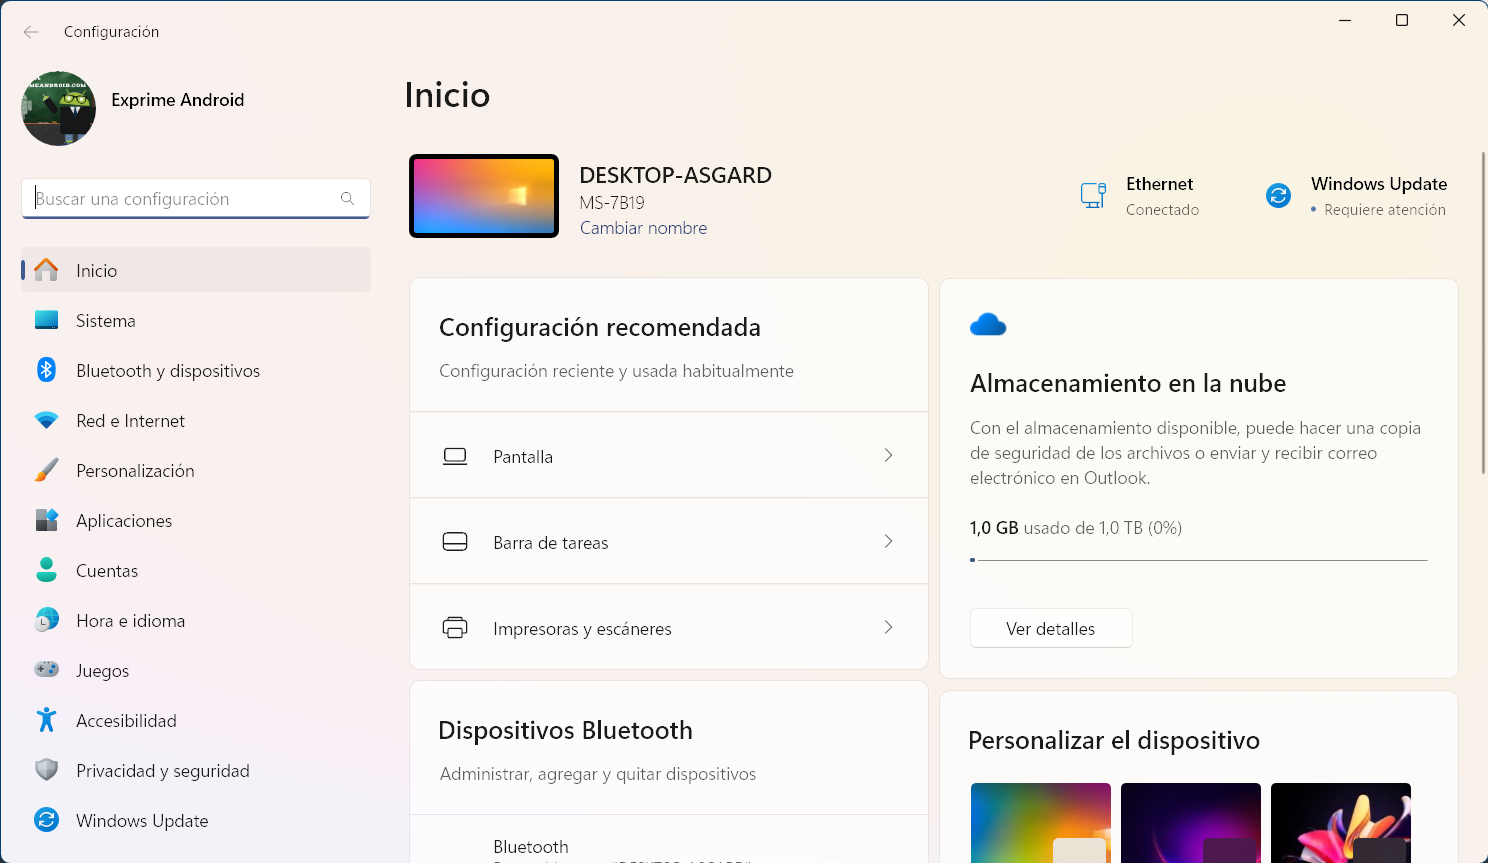 Configuración
MEANDROID.COM
Exprime Android
Buscar una configuración
Inicio
Sistema
Bluetooth y dispositivos
Red e Internet
Personalización
Aplicaciones
Cuentas
Hora e idioma
Juegos
Accesibilidad
Privacidad y seguridad
Windows Update
Inicio
DESKTOP-ASGARD
MS-7B19
Cambiar nombre
Ethernet
Conectado
Windows Update
• Requiere atención
Configuración recomendada
Configuración reciente y usada habitualmente
Pantalla
Barra de tareas
Impresoras y escáneres
Dispositivos Bluetooth
Administrar, agregar y quitar dispositivos
Bluetooth
Almacenamiento en la nube
Con el almacenamiento disponible, puede hacer una copia
de seguridad de los archivos o enviar y recibir correo
electrónico en Outlook.
1,0 GB usado de 1,0 TB (0%)
Ver detalles
Personalizar el dispositivo